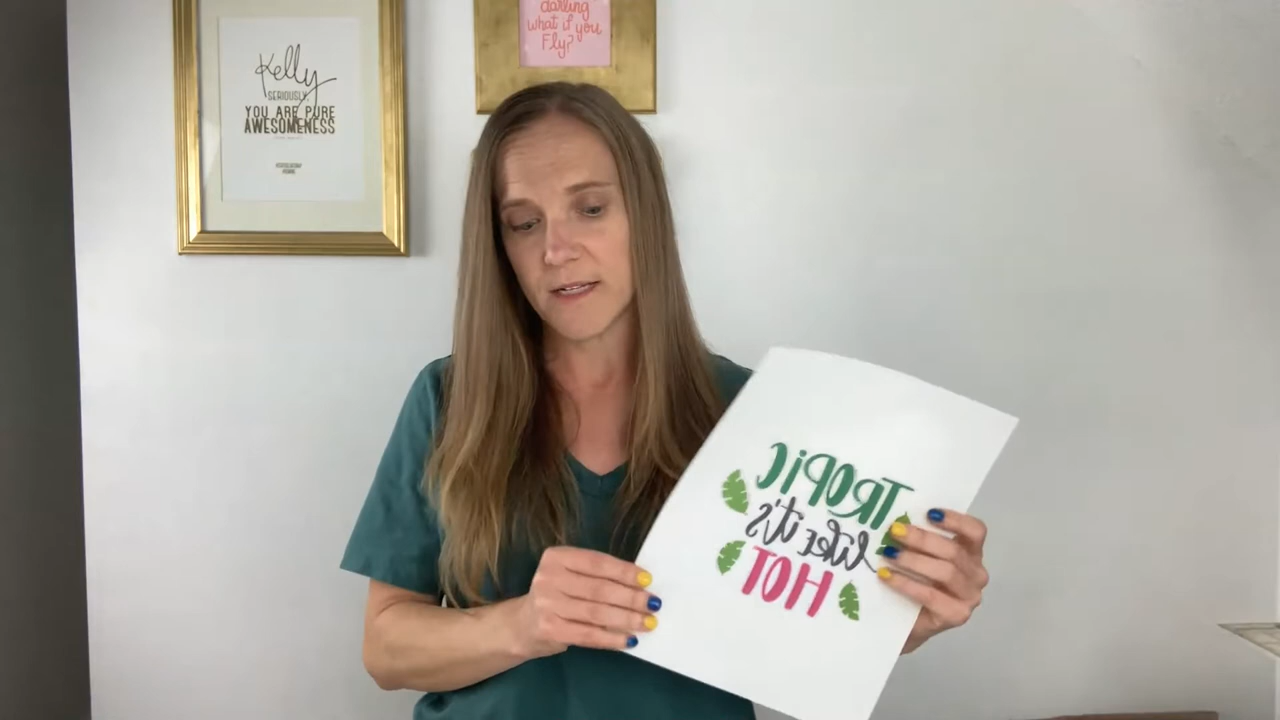 Kelly
SERIOUSLY,
YOU ARE PURE
AWESOMENESS
darling
what if you
Fly?
TROPiC
like it's
HOT